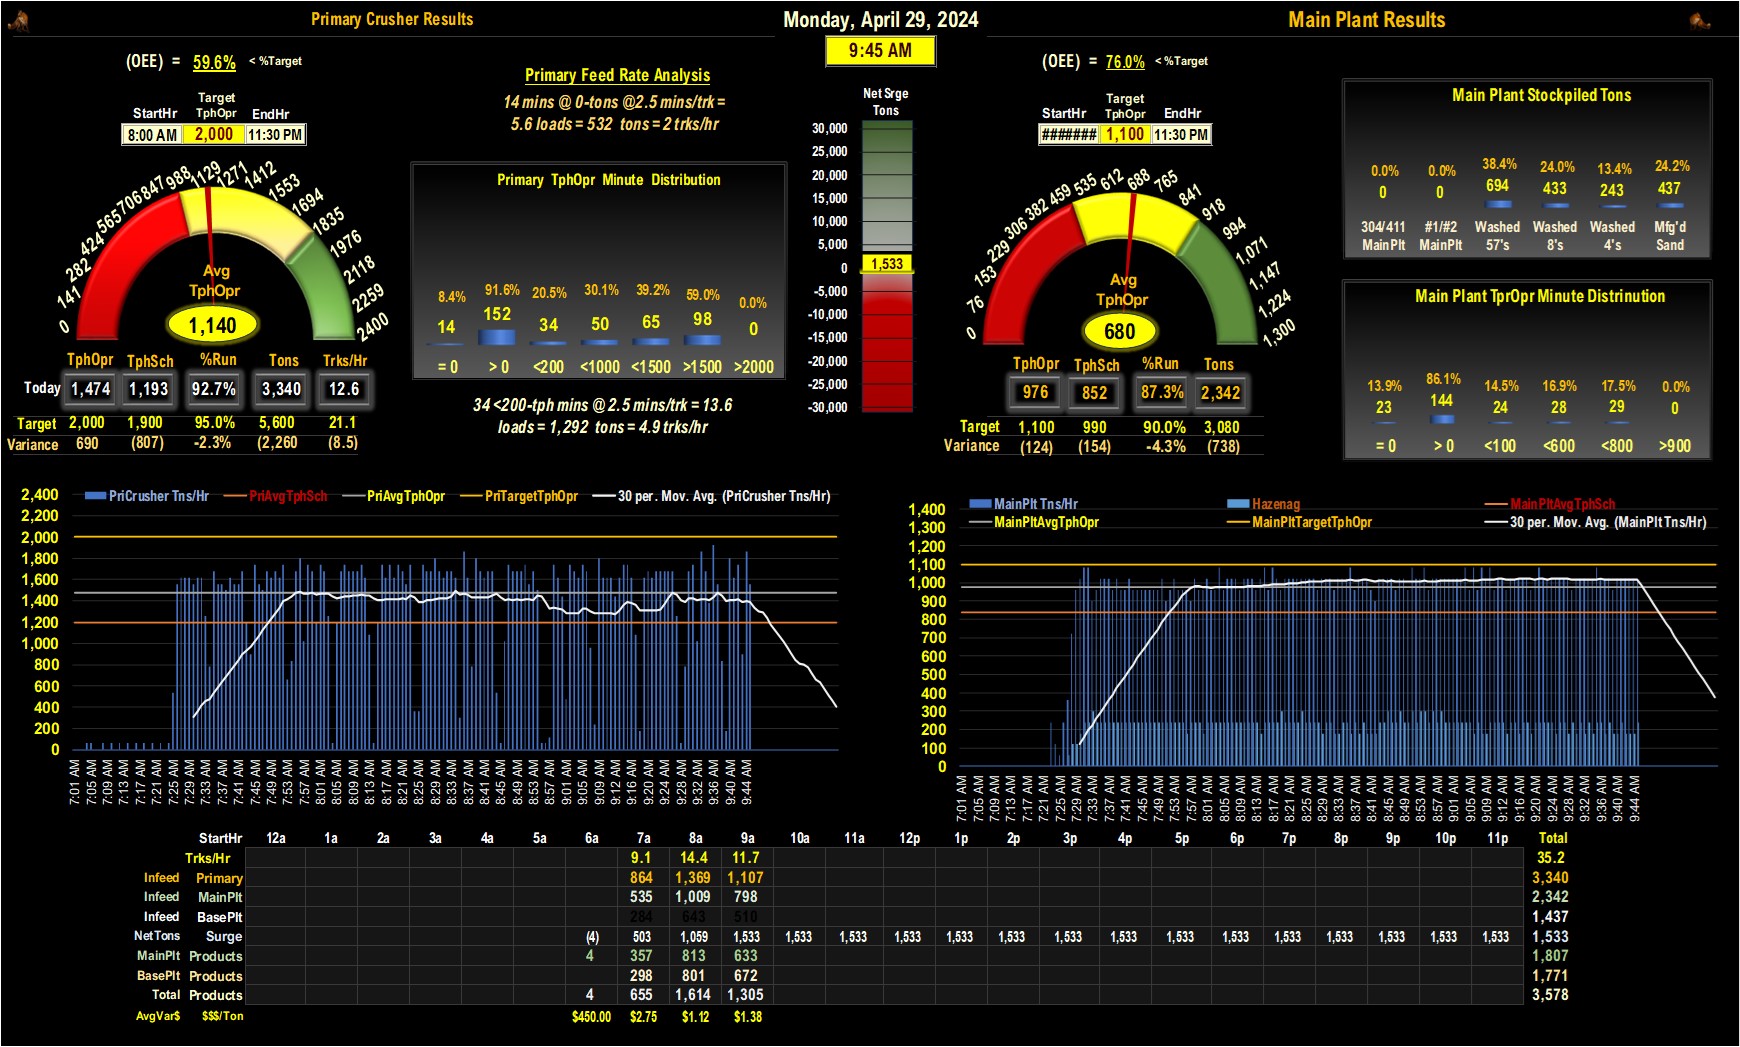 Primary Crusher Results
Monday, April 29, 2024
Main Plant Results
9:45 AM
(OEE) = 59.6% < %Target
Target
StartHr TphOpr EndHr
8:00 AM 2,000 11:30 PM
0 141 282 424 565 706 847 988 1129 1271 1412 1553 1694 1835 1976 2118 2259 2400
Avg
TphOpr
1,140
TphOpr TphSch %Run Tons Trks/Hr
Today 1,474 1,193 92.7% 3,340 12.6
Target 2,000 1,900 95.0% 5,600 21.1
Variance 690 (807) -2.3% (2,260) (8.5)
Primary Feed Rate Analysis
14 mins @ 0-tons @2.5 mins/trk =
5.6 loads = 532 tons = 2 trks/hr
Primary TphOpr Minute Distribution
8.4% 91.6% 20.5% 30.1% 39.2% 59.0% 0.0%
14 152 34 50 65 98 0
= 0 > 0 <200 <1000 <1500 >1500 >2000
34 <200-tph mins @ 2.5 mins/trk = 13.6
loads = 1,292 tons = 4.9 trks/hr
Net Srge
Tons
30,000
25,000
20,000
15,000
10,000
5,000
0
-5,000
-10,000
-15,000
-20,000
-25,000
-30,000
1,533
(OEE) = 76.0% < %Target
Target
StartHr TphOpr EndHr
####### 1,100 11:30 PM
0 76 153 229 306 382 459 535 612 688 765 841 918 994 1,071 1,147 1,224 1,300
Avg
TphOpr
680
TphOpr TphSch %Run Tons
976 852 87.3% 2,342
Target 1,100 990 90.0% 3,080
Variance (124) (154) -4.3% (738)
Main Plant Stockpiled Tons
0.0% 0.0% 38.4% 24.0% 13.4% 24.2%
0 0 694 433 243 437
304/411 #1/#2 Washed Washed Washed Mfg'd
MainPlt MainPlt 57's 8's 4's Sand
Main Plant TprOpr Minute Distrinution
13.9% 86.1% 14.5% 16.9% 17.5% 0.0%
23 144 24 28 29 0
= 0 > 0 <100 <600 <800 >900
PriCrusher Tns/Hr PriAvgTphSch PriAvgTphOpr PriTargetTphOpr 30 per. Mov. Avg. (PriCrusher Tns/Hr)
2,400
2,200
2,000
1,800
1,600
1,400
1,200
1,000
800
600
400
200
0
7:01 AM 7:05 AM 7:09 AM 7:13 AM 7:17 AM 7:21 AM 7:25 AM 7:29 AM 7:33 AM 7:37 AM 7:41 AM 7:45 AM 7:49 AM 7:53 AM 7:57 AM 8:01 AM 8:05 AM 8:09 AM 8:13 AM 8:17 AM 8:21 AM 8:25 AM 8:29 AM 8:33 AM 8:37 AM 8:41 AM 8:45 AM 8:49 AM 8:53 AM 8:57 AM 9:01 AM 9:05 AM 9:09 AM 9:12 AM 9:16 AM 9:20 AM 9:24 AM 9:28 AM 9:32 AM 9:36 AM 9:40 AM 9:44 AM
MainPlt Tns/Hr Hazenag MainPltAvgTphSch
MainPltAvgTphOpr MainPltTargetTphOpr 30 per. Mov. Avg. (MainPlt Tns/Hr)
1,400
1,300
1,200
1,100
1,000
900
800
700
600
500
400
300
200
100
0
7:01 AM 7:05 AM 7:09 AM 7:13 AM 7:17 AM 7:21 AM 7:25 AM 7:29 AM 7:33 AM 7:37 AM 7:41 AM 7:45 AM 7:49 AM 7:53 AM 7:57 AM 8:01 AM 8:05 AM 8:09 AM 8:13 AM 8:17 AM 8:21 AM 8:25 AM 8:29 AM 8:33 AM 8:37 AM 8:41 AM 8:45 AM 8:49 AM 8:53 AM 8:57 AM 9:01 AM 9:05 AM 9:09 AM 9:12 AM 9:16 AM 9:20 AM 9:24 AM 9:28 AM 9:32 AM 9:36 AM 9:40 AM 9:44 AM
StartHr 12a 1a 2a 3a 4a 5a 6a 7a 8a 9a 10a 11a 12p 1p 2p 3p 4p 5p 6p 7p 8p 9p 10p 11p Total
Trks/Hr 9.1 14.4 11.7 35.2
Infeed Primary 864 1,369 1,107 3,340
Infeed MainPlt 535 1,009 798 2,342
Infeed BasePlt 284 643 510 1,437
NetTons Surge (4) 503 1,059 1,533 1,533 1,533 1,533 1,533 1,533 1,533 1,533 1,533 1,533 1,533 1,533 1,533 1,533 1,533 1,533
MainPlt Products 4 357 813 633 1,807
BasePlt Products 298 801 672 1,771
Total Products 4 655 1,614 1,305 3,578
AvgVar$ $$$/Ton $450.00 $2.75 $1.12 $1.38